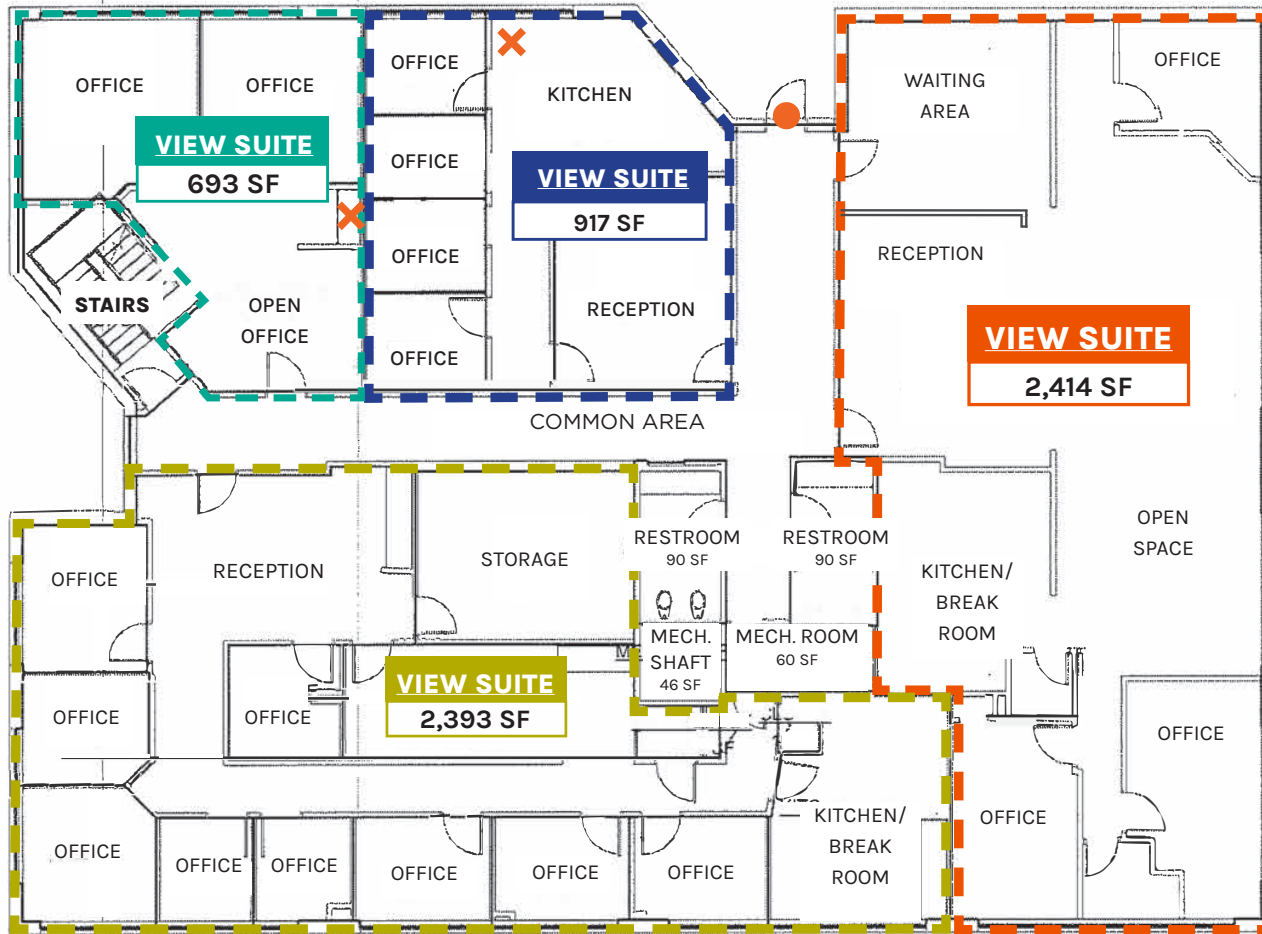 OFFICE
OFFICE
VIEW SUITE
693 SF
STAIRS
OPEN
OFFICE
OFFICE
OFFICE
OFFICE
OFFICE
KITCHEN
VIEW SUITE
917 SF
RECEPTION
WAITING
AREA
OFFICE
RECEPTION
VIEW SUITE
2,414 SF
COMMON AREA
OPEN
SPACE
KITCHEN/
BREAK
ROOM
OFFICE
OFFICE
RESTROOM
90 SF
RESTROOM
90 SF
MECH.
SHAFT
46 SF
MECH. ROOM
60 SF
OFFICE
RECEPTION
STORAGE
OFFICE
OFFICE
VIEW SUITE
2,393 SF
OFFICE
OFFICE
OFFICE
OFFICE
OFFICE
OFFICE
KITCHEN/
BREAK
ROOM